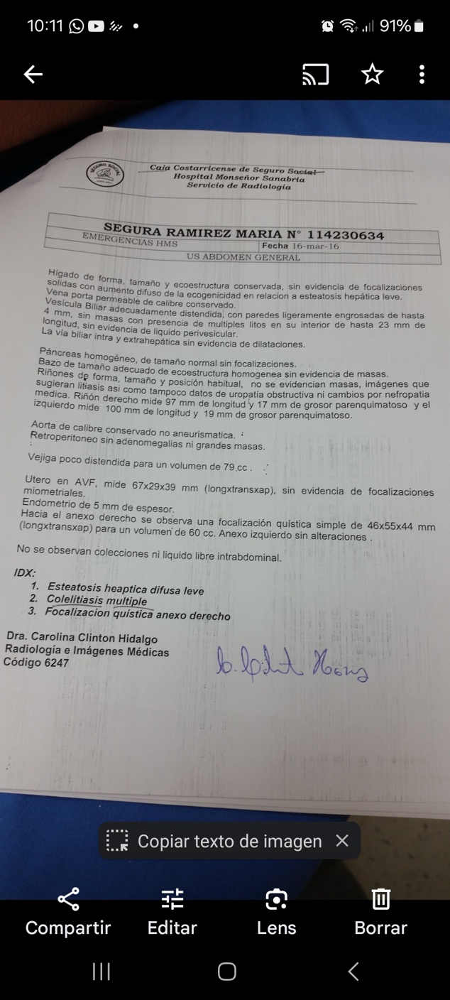 10:11
91%
SEGURO SOCIAL
Caja Costarricense de Seguro Social
Hospital Monseñor Sanabria
Servicio de Radiología
SEGURA RAMIREZ MARIA N° 114230634
EMERGENCIAS HMS Fecha 16-mar-16
US ABDOMEN GENERAL
Hígado de forma, tamaño y ecoestructura conservada, sin evidencia de focalizaciones
solidas con aumento difuso de la ecogenicidad en relacion a esteatosis hepática leve.
Vena porta permeable de calibre conservado.
Vesícula Biliar adecuadamente distendida, con paredes ligeramente engrosadas de hasta
4 mm, sin masas con presencia de multiples litos en su interior de hasta 23 mm de
longitud, sin evidencia de liquido perivesicular.
La vía biliar intra y extrahepática sin evidencia de dilataciones.
Páncreas homogéneo, de tamaño normal sin focalizaciones.
Bazo de tamaño adecuado de ecoestructura homogenea sin evidencia de masas.
Riñones de forma, tamaño y posición habitual, no se evidencian masas, imágenes que
sugieran litiasis asi como tampoco datos de uropatía obstructiva ni cambios por nefropatia
medica. Riñón derecho mide 97 mm de longitud y 17 mm de grosor parenquimatoso y el
izquierdo mide 100 mm de longitud y 19 mm de grosor parenquimatoso.
Aorta de calibre conservado no aneurismatica.
Retroperitoneo sin adenomegalias ni grandes masas.
Vejiga poco distendida para un volumen de 79 cc .
Utero en AVF, mide 67x29x39 mm (longxtransxap), sin evidencia de focalizaciones
miometriales.
Endometrio de 5 mm de espesor.
Hacia el anexo derecho se observa una focalización quística simple de 46x55x44 mm
(longxtransxap) para un volumen de 60 cc. Anexo izquierdo sin alteraciones .
No se observan colecciones ni liquido libre intrabdominal.
IDX:
1. Esteatosis heaptica difusa leve
2. Colelitiasis multiple
3. Focalizacion quística anexo derecho
Dra. Carolina Clinton Hidalgo
Radiología e Imágenes Médicas
Código 6247
Copiar texto de imagen
Compartir Editar Lens Borrar